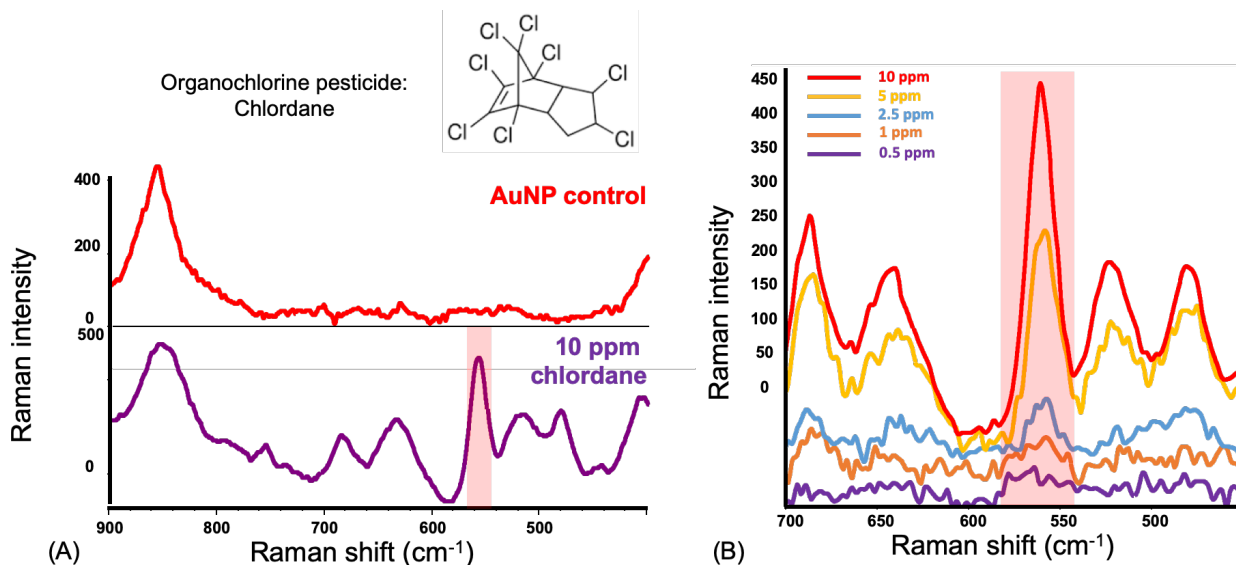 Organochlorine pesticide:
Chlordane
Cl
Cl
Cl
Cl
Cl
Cl
Cl
Cl
AuNP control
400
200
0
500
0
10 ppm
chlordane
Raman intensity
900
800
700
600
500
Raman shift (cm⁻¹)
(A)
450
400
350
300
250
200
150
100
50
0
10 ppm
5 ppm
2.5 ppm
1 ppm
0.5 ppm
Raman intensity
700
650
600
550
500
Raman shift (cm⁻¹)
(B)